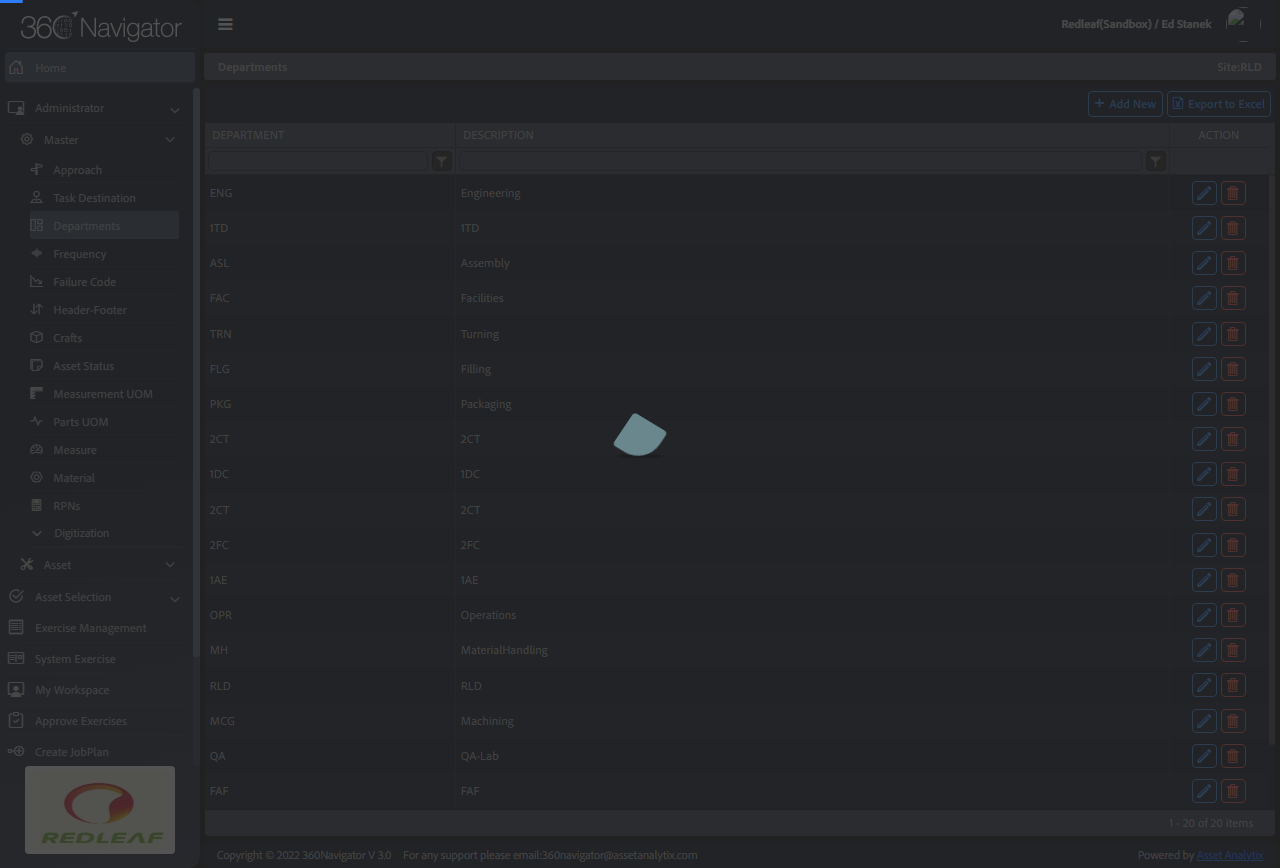 360 Navigator
Redleaf(Sandbox) / Ed Stanek
Home
Departments
Site:RLD
Administrator
Master
Approach
Task Destination
Departments
Frequency
Failure Code
Header-Footer
Crafts
Asset Status
Measurement UOM
Parts UOM
Measure
Material
RPNs
Digitization
Asset
Asset Selection
Exercise Management
System Exercise
My Workspace
Approve Exercises
Create JobPlan
REDLEAF
+ Add New
Export to Excel
DEPARTMENT DESCRIPTION ACTION
ENG Engineering
1TD 1TD
ASL Assembly
FAC Facilities
TRN Turning
FLG Filling
PKG Packaging
2CT 2CT
1DC 1DC
2CT 2CT
2FC 2FC
1AE 1AE
OPR Operations
MH MaterialHandling
RLD RLD
MCG Machining
QA QA-Lab
FAF FAF
1 - 20 of 20 items
Copyright © 2022 360Navigator V 3.0 For any support please email:360navigator@assetanalytix.com
Powered by Asset Analytix